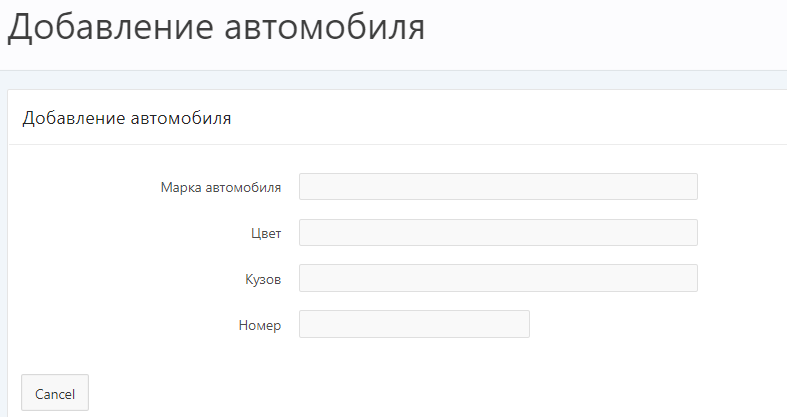 Добавление автомобиля
Добавление автомобиля
Марка автомобиля
Цвет
Кузов
Номер
Cancel